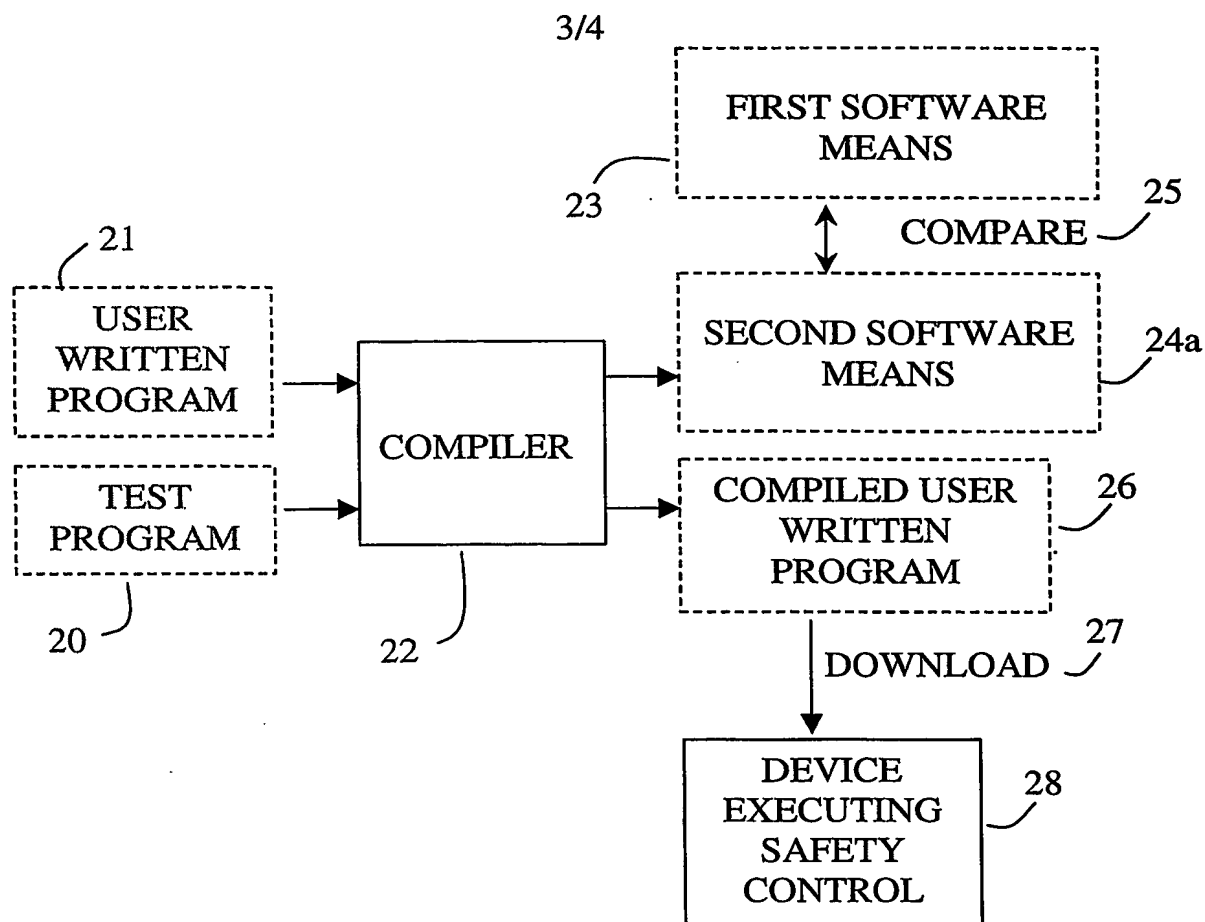 3/4
FIRST SOFTWARE
MEANS
23
25
COMPARE
21
USER
WRITTEN
PROGRAM
SECOND SOFTWARE
MEANS
24a
COMPILER
TEST
PROGRAM
COMPILED USER
WRITTEN
PROGRAM
26
20
22
27
DOWNLOAD
DEVICE
EXECUTING
SAFETY
CONTROL
28